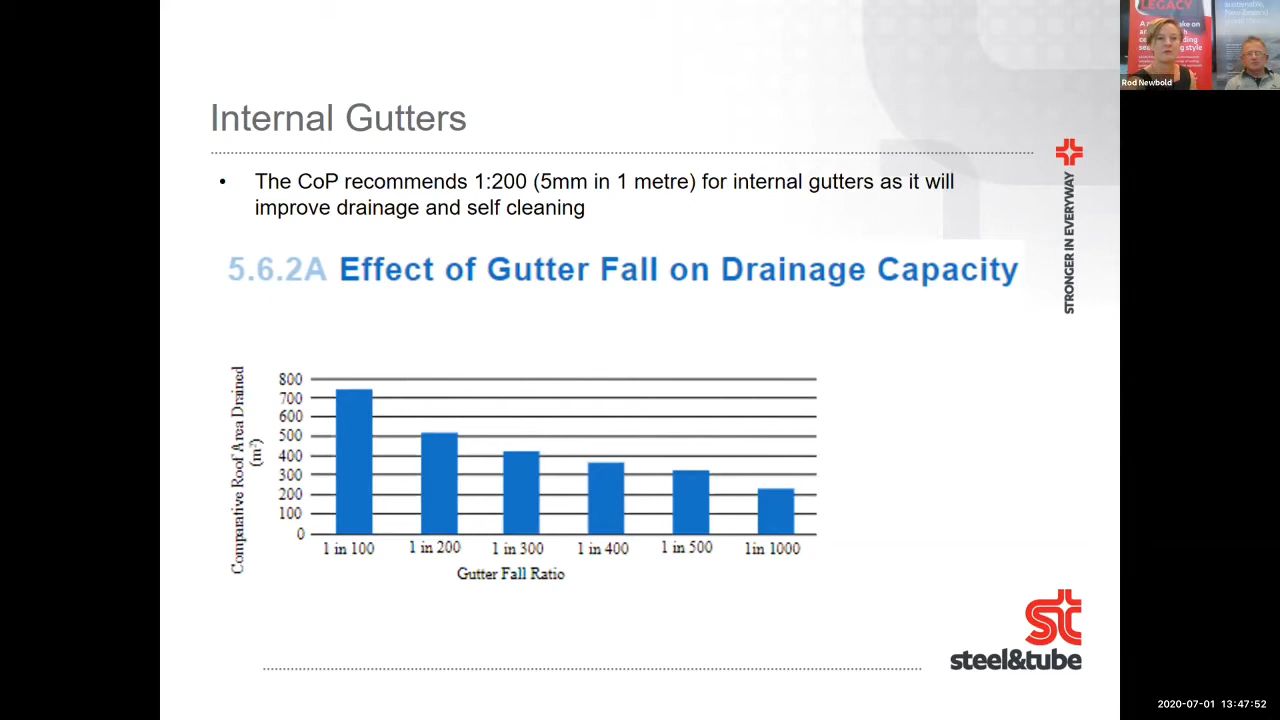 LEGACY
Rod Newbold
Internal Gutters
• The CoP recommends 1:200 (5mm in 1 metre) for internal gutters as it will
improve drainage and self cleaning
5.6.2A Effect of Gutter Fall on Drainage Capacity
STRONGER IN EVERYWAY
Comparative Roof Area Drained
(m²)
800
700
600
500
400
300
200
100
0
1 in 100 1 in 200 1 in 300 1 in 400 1 in 500 1in 1000
Gutter Fall Ratio
st
steel&tube
2020-07-01 13:47:52